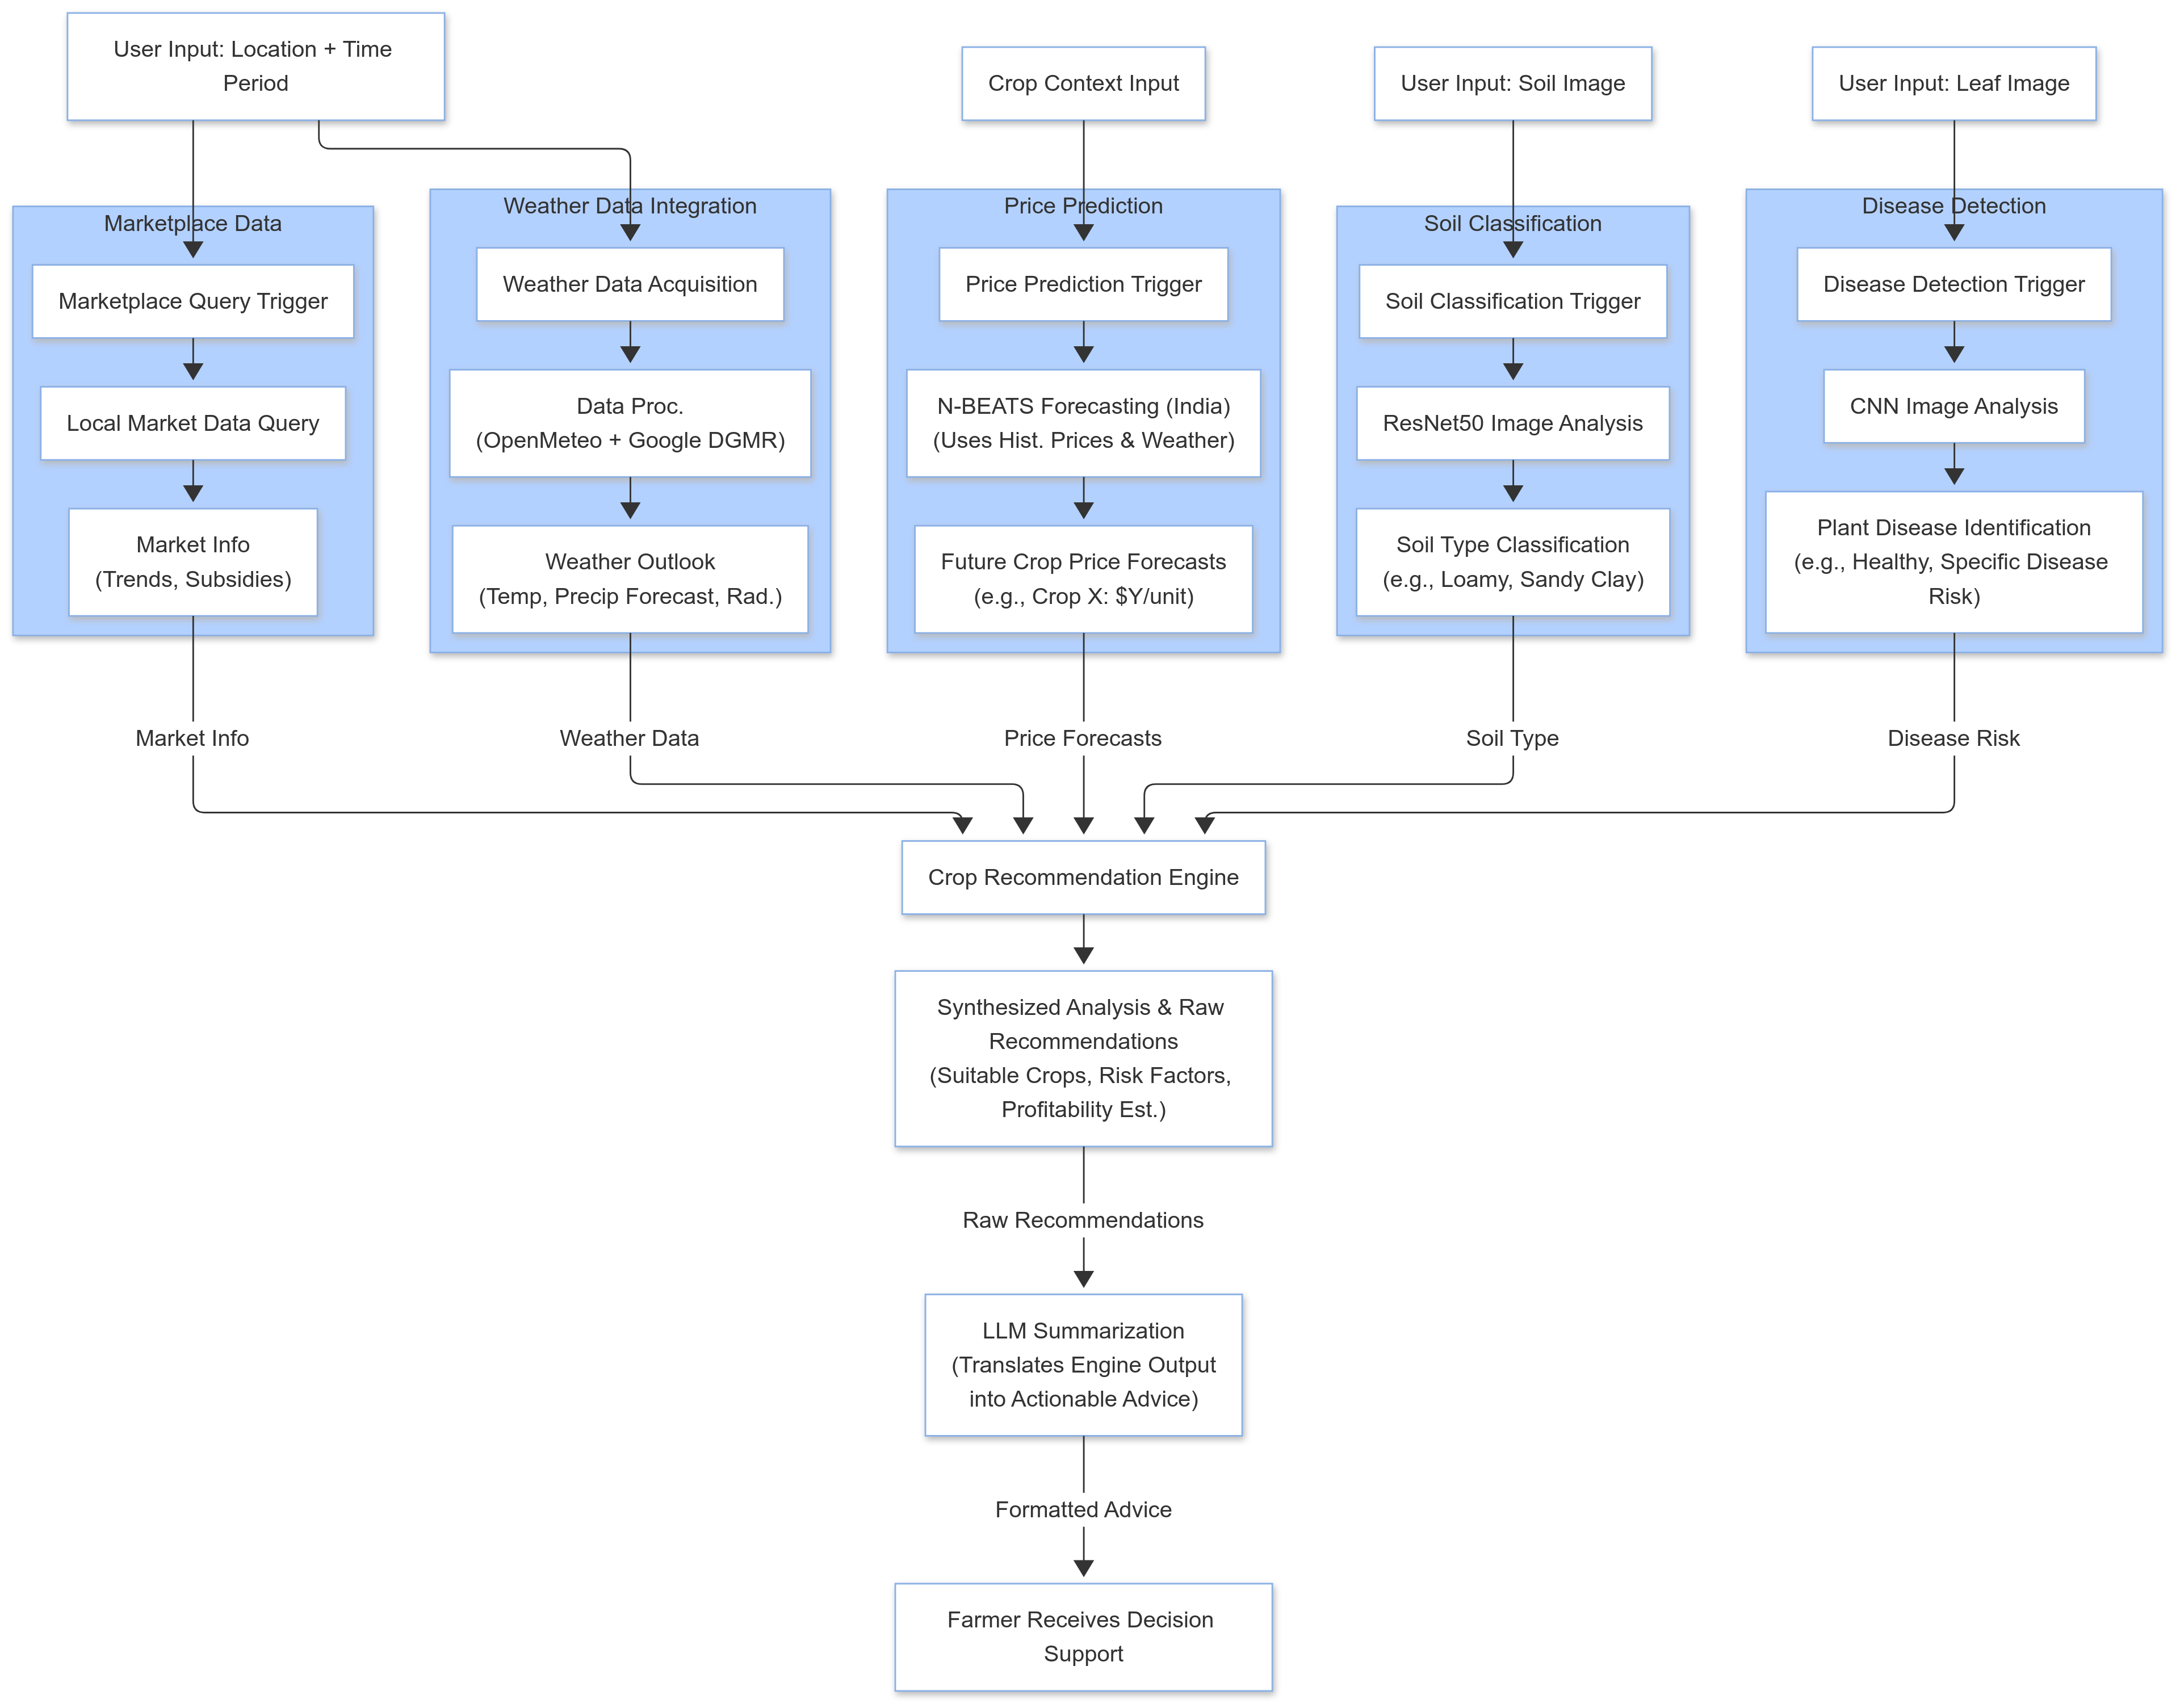 User Input: Location + Time
Period
Crop Context Input
User Input: Soil Image
User Input: Leaf Image
Marketplace Data
Marketplace Query Trigger
Local Market Data Query
Market Info
(Trends, Subsidies)
Weather Data Integration
Weather Data Acquisition
Data Proc.
(OpenMeteo + Google DGMR)
Weather Outlook
(Temp, Precip Forecast, Rad.)
Price Prediction
Price Prediction Trigger
N-BEATS Forecasting (India)
(Uses Hist. Prices & Weather)
Future Crop Price Forecasts
(e.g., Crop X: $Y/unit)
Soil Classification
Soil Classification Trigger
ResNet50 Image Analysis
Soil Type Classification
(e.g., Loamy, Sandy Clay)
Disease Detection
Disease Detection Trigger
CNN Image Analysis
Plant Disease Identification
(e.g., Healthy, Specific Disease
Risk)
Market Info
Weather Data
Price Forecasts
Soil Type
Disease Risk
Crop Recommendation Engine
Synthesized Analysis & Raw
Recommendations
(Suitable Crops, Risk Factors,
Profitability Est.)
Raw Recommendations
LLM Summarization
(Translates Engine Output
into Actionable Advice)
Formatted Advice
Farmer Receives Decision
Support